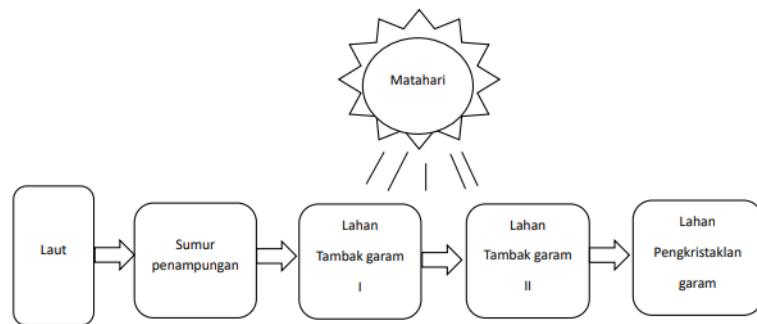 Matahari
Laut
Sumur
penampungan
Lahan
Tambak garam
I
Lahan
Tambak garam
II
Lahan
Pengkristaklan
garam